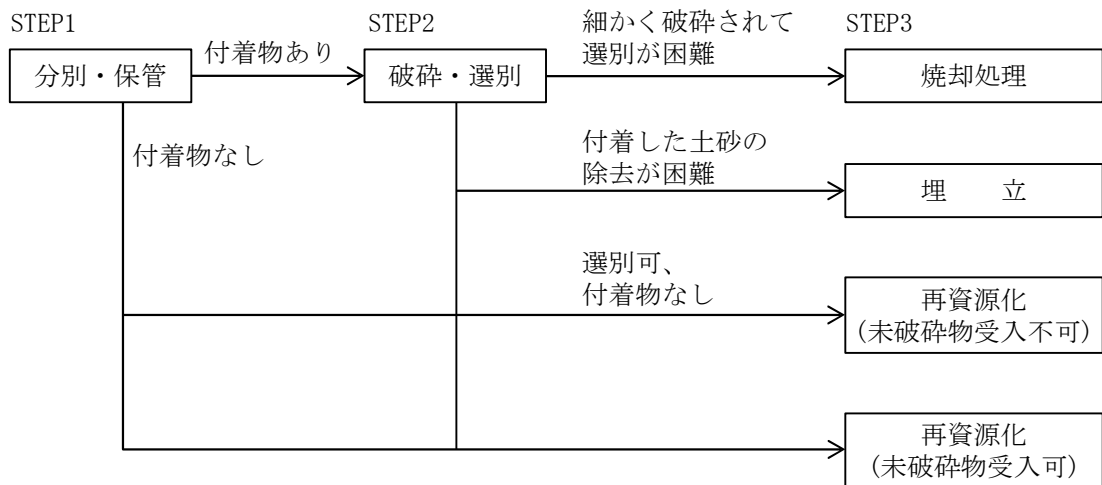 STEP1
STEP2
細かく破砕されて
選別が困難
STEP3
分別・保管
付着物あり
破砕・選別
焼却処理
付着物なし
付着した土砂の
除去が困難
埋　　立
選別可、
付着物なし
再資源化
(未破砕物受入不可)
再資源化
(未破砕物受入可)